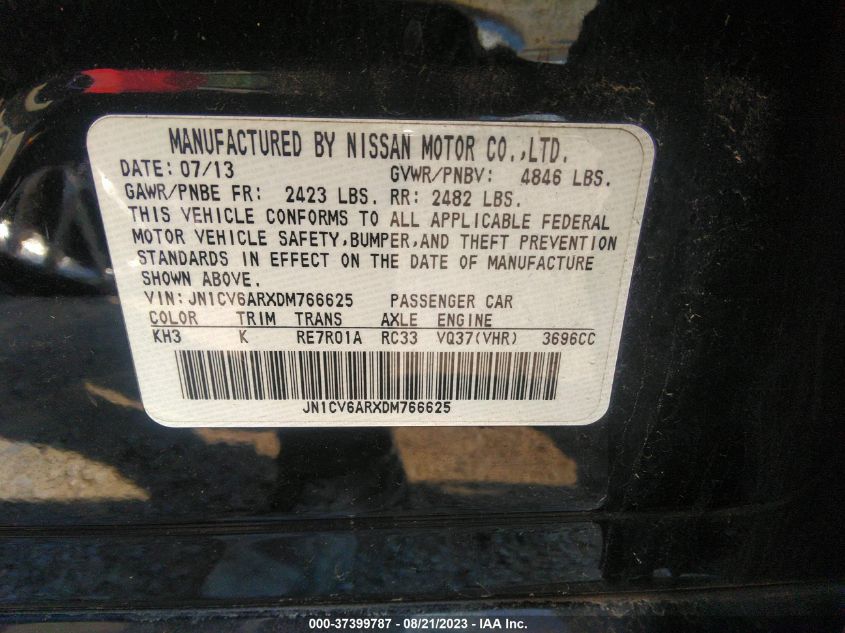 MANUFACTURED BY NISSAN MOTOR CO.,LTD.
DATE: 07/13 GVWR/PNBV: 4846 LBS.
GAWR/PNBE FR: 2423 LBS. RR: 2482 LBS.
THIS VEHICLE CONFORMS TO ALL APPLICABLE FEDERAL
MOTOR VEHICLE SAFETY,BUMPER,AND THEFT PREVENTION
STANDARDS IN EFFECT ON THE DATE OF MANUFACTURE
SHOWN ABOVE.
VIN:JN1CV6ARXDM766625 PASSENGER CAR
COLOR TRIM TRANS AXLE ENGINE
KH3 K RE7R01A RC33 VQ37(VHR) 3696CC
JN1CV6ARXDM766625
000-37399787 - 08/21/2023 - IAA Inc.